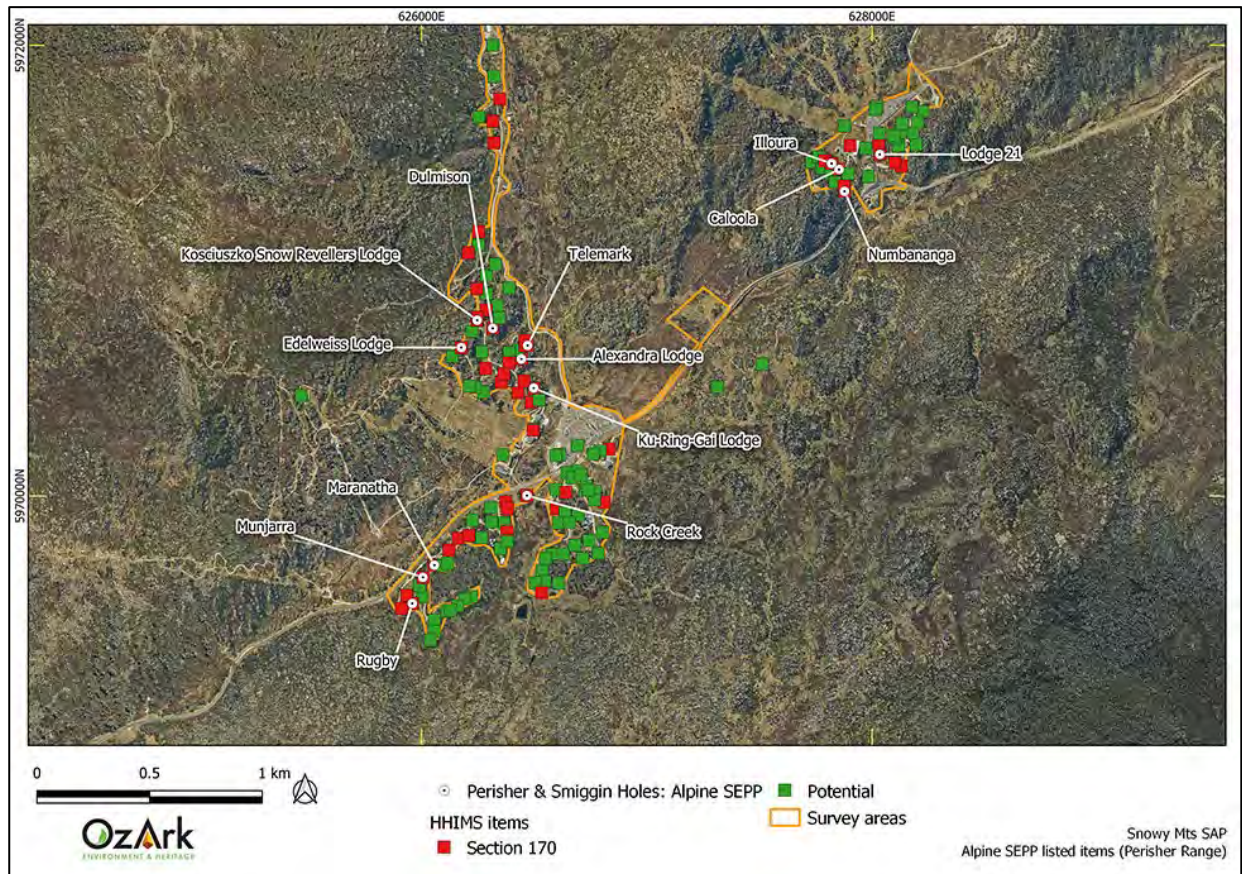 626000E
628000E
5972000N
5970000N
Illoura
Lodge 21
Dulmison
Caloola
Kosciuszko Snow Revellers Lodge
Telemark
Numbananga
Edelweiss Lodge
Alexandra Lodge
Ku-Ring-Gai Lodge
Maranatha
Munjarra
Rock Creek
Rugby
0 0.5 1 km
Perisher & Smiggin Holes: Alpine SEPP
HHIMS items
Section 170
Potential
Survey areas
OzArk
ENVIRONMENT & HERITAGE
Snowy Mts SAP
Alpine SEPP listed items (Perisher Range)